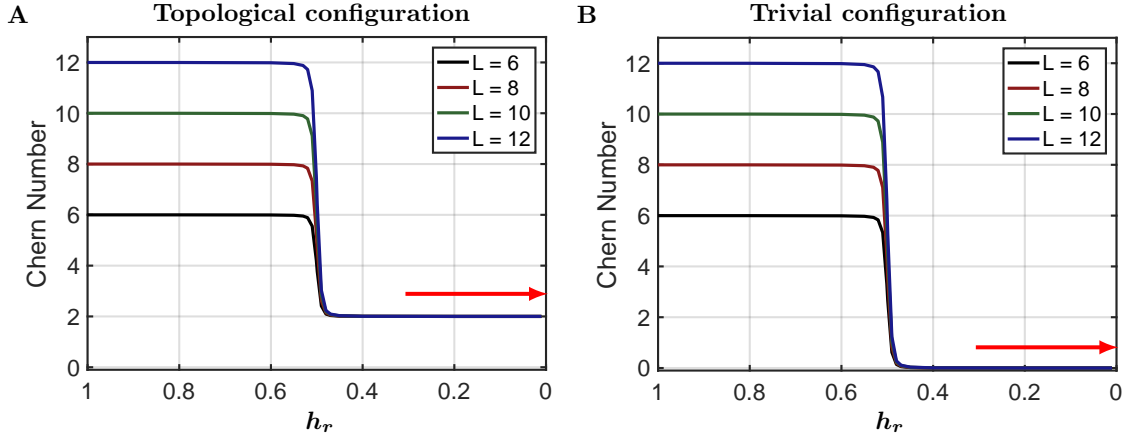 A
Topological configuration
Chern Number
12
10
8
6
4
2
0
L = 6
L = 8
L = 10
L = 12
1
0.8
0.6
0.4
0.2
0
h_r
B
Trivial configuration
Chern Number
12
10
8
6
4
2
0
L = 6
L = 8
L = 10
L = 12
1
0.8
0.6
0.4
0.2
0
h_r